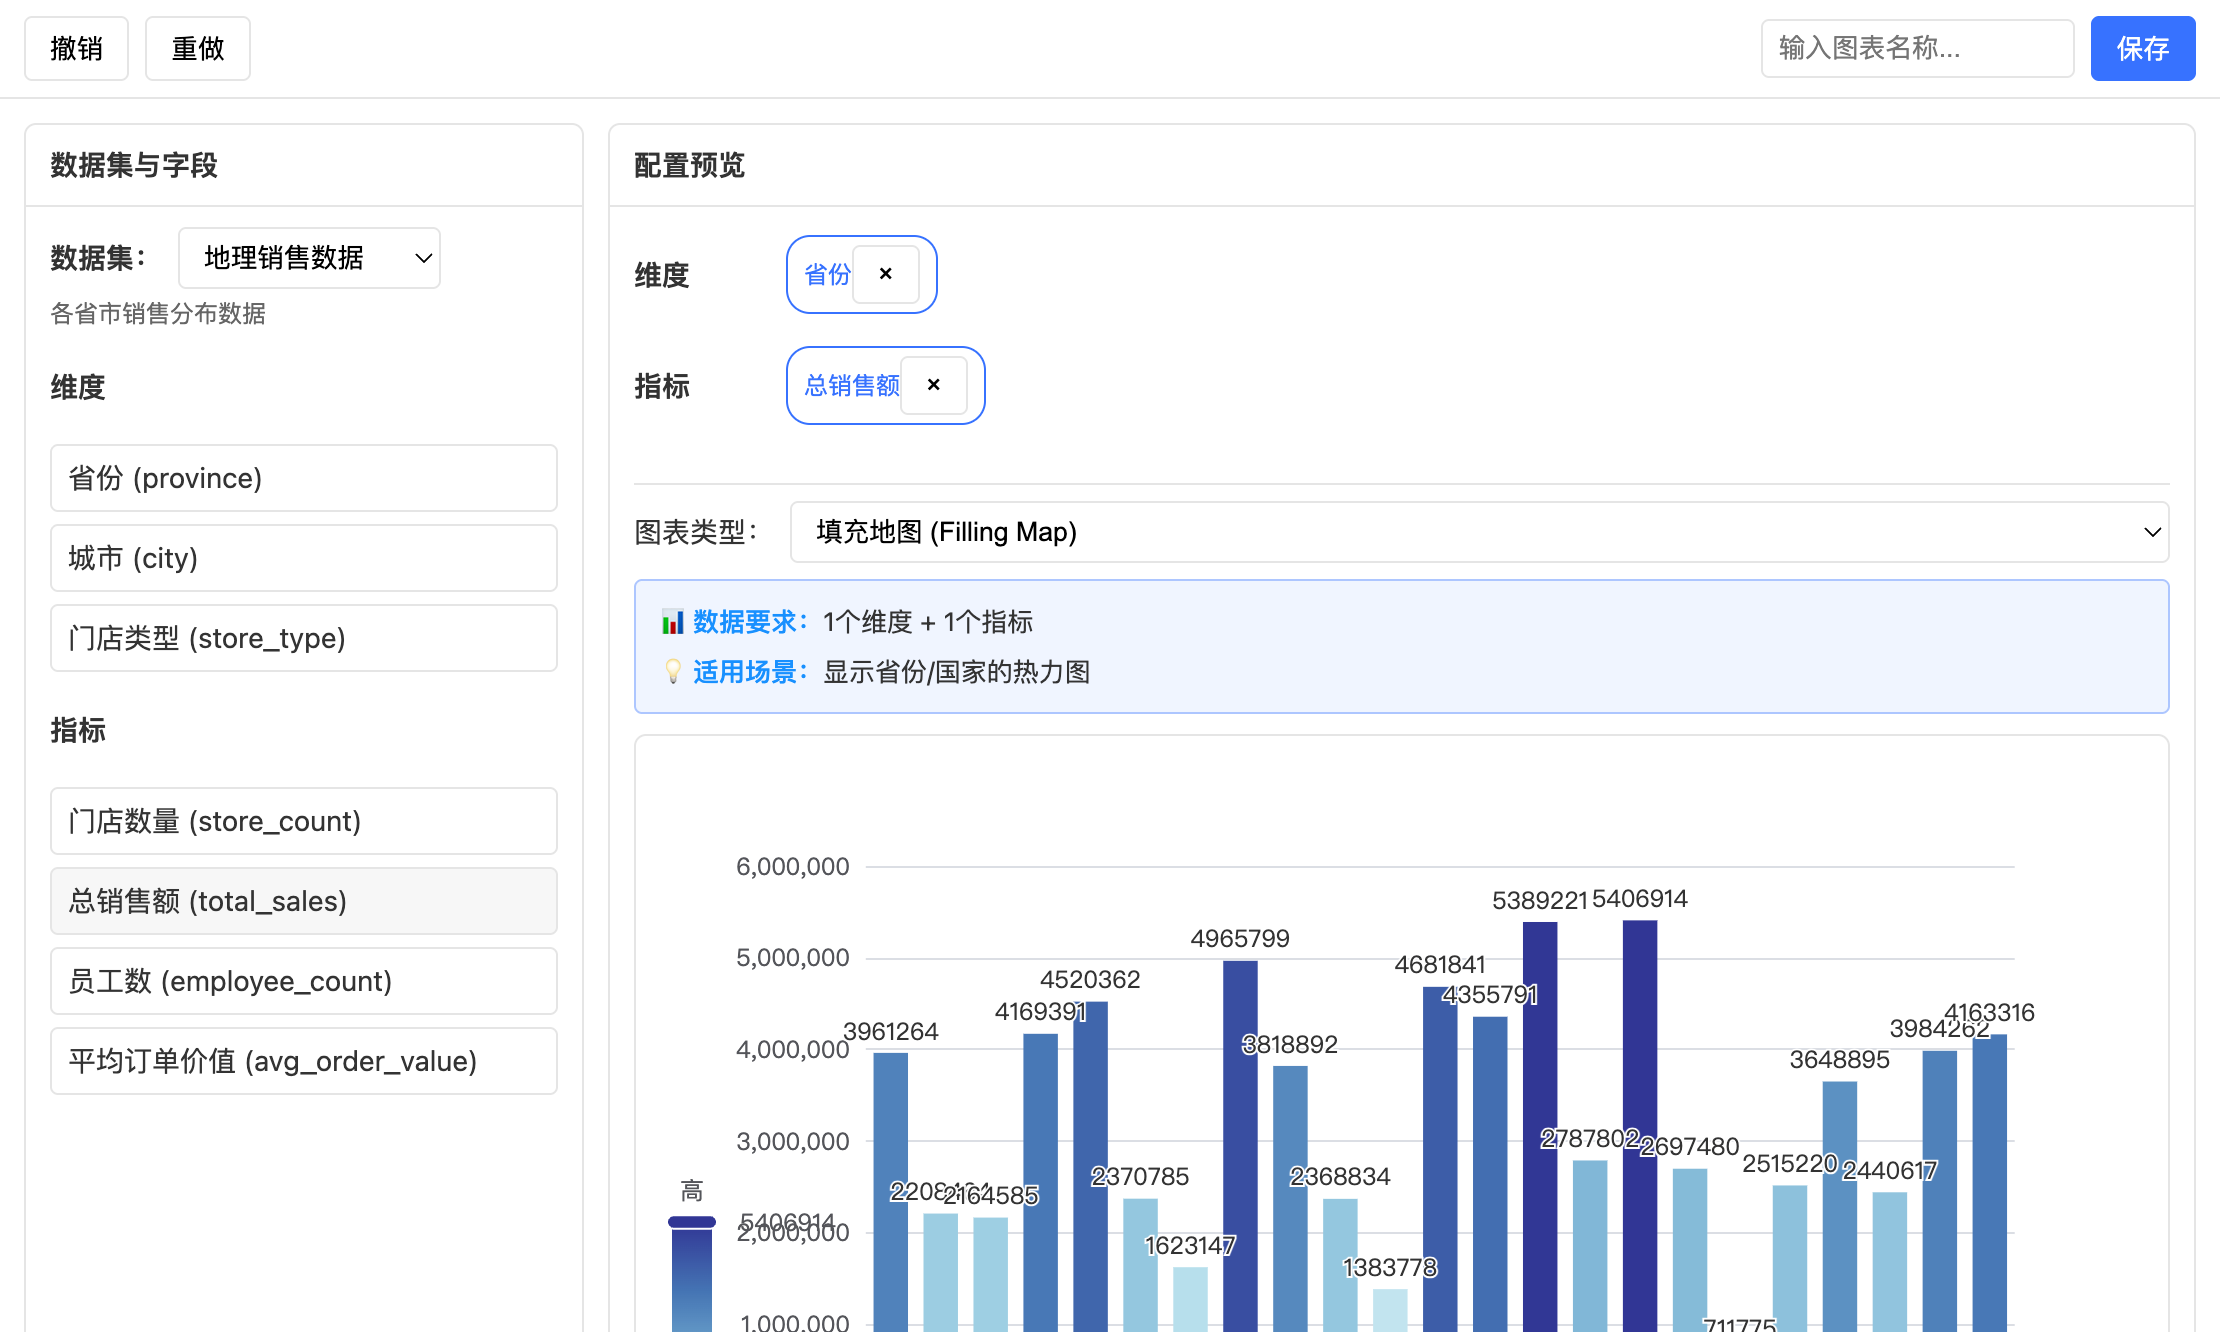 撤销
重做
输入图表名称...
保存
数据集与字段
数据集：
地理销售数据
各省市销售分布数据
维度
省份 (province)
城市 (city)
门店类型 (store_type)
指标
门店数量 (store_count)
总销售额 (total_sales)
员工数 (employee_count)
平均订单价值 (avg_order_value)
配置预览
维度
省份
×
指标
总销售额
×
图表类型：
填充地图 (Filling Map)
📊 数据要求：1个维度 + 1个指标
💡 适用场景：显示省份/国家的热力图
6,000,000
5,000,000
4,000,000
3,000,000
2,000,000
1,000,000
高
5406914
3961264
2164585
4169391
4520362
2370785
1623147
4965799
3818892
2368834
1383778
4681841
4355791
5389221
2787802
5406914
2697480
711775
2515220
3648895
2440617
3984262
4163316